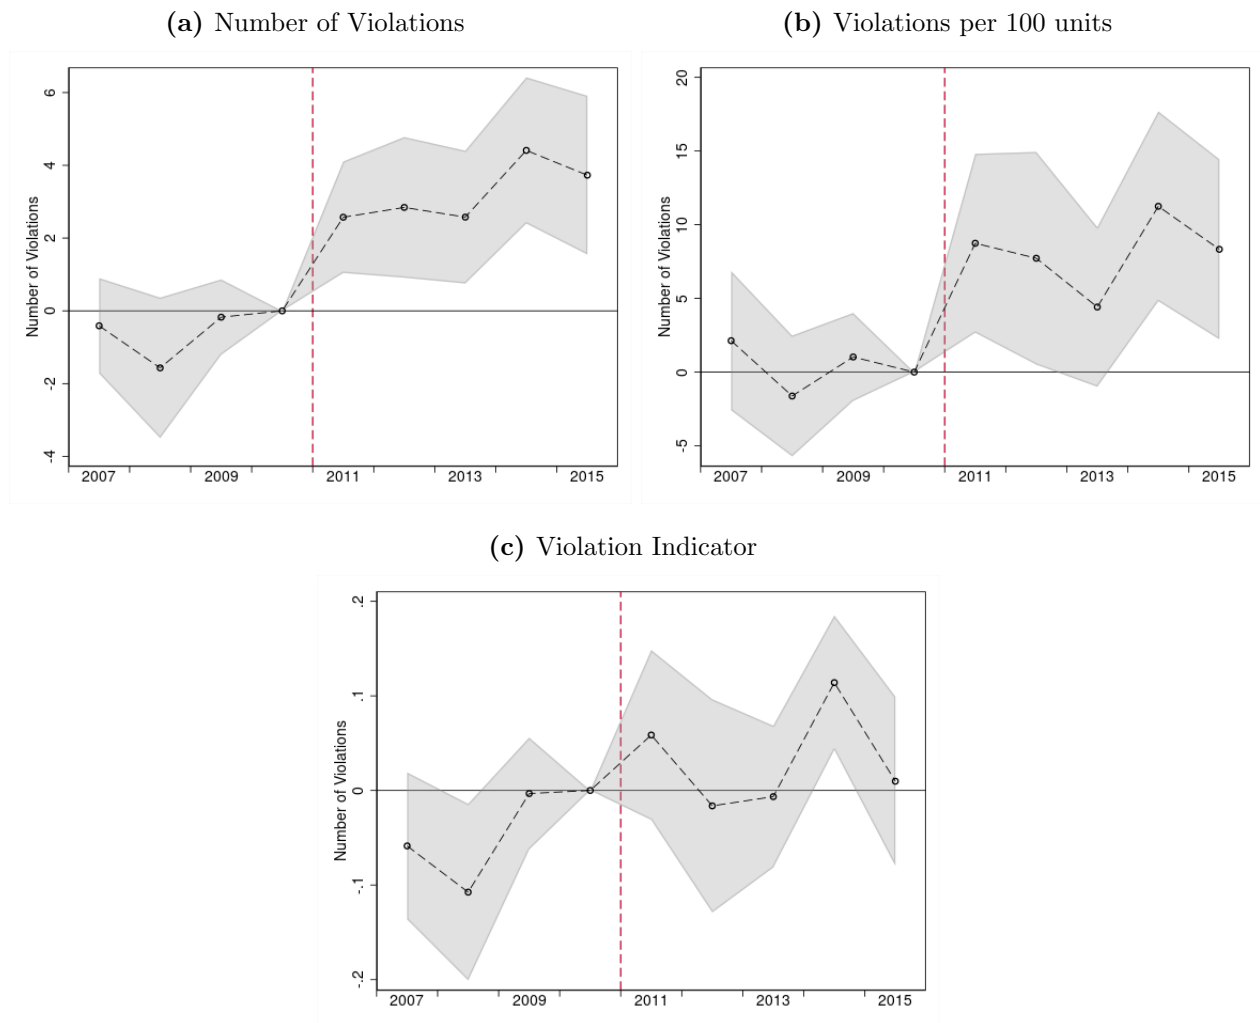 (a) Number of Violations
Number of Violations
6
4
2
0
-2
-4
2007 2009 2011 2013 2015
(b) Violations per 100 units
Number of Violations
20
15
10
5
0
-5
2007 2009 2011 2013 2015
(c) Violation Indicator
Number of Violations
.2
.1
0
-.1
-.2
2007 2009 2011 2013 2015